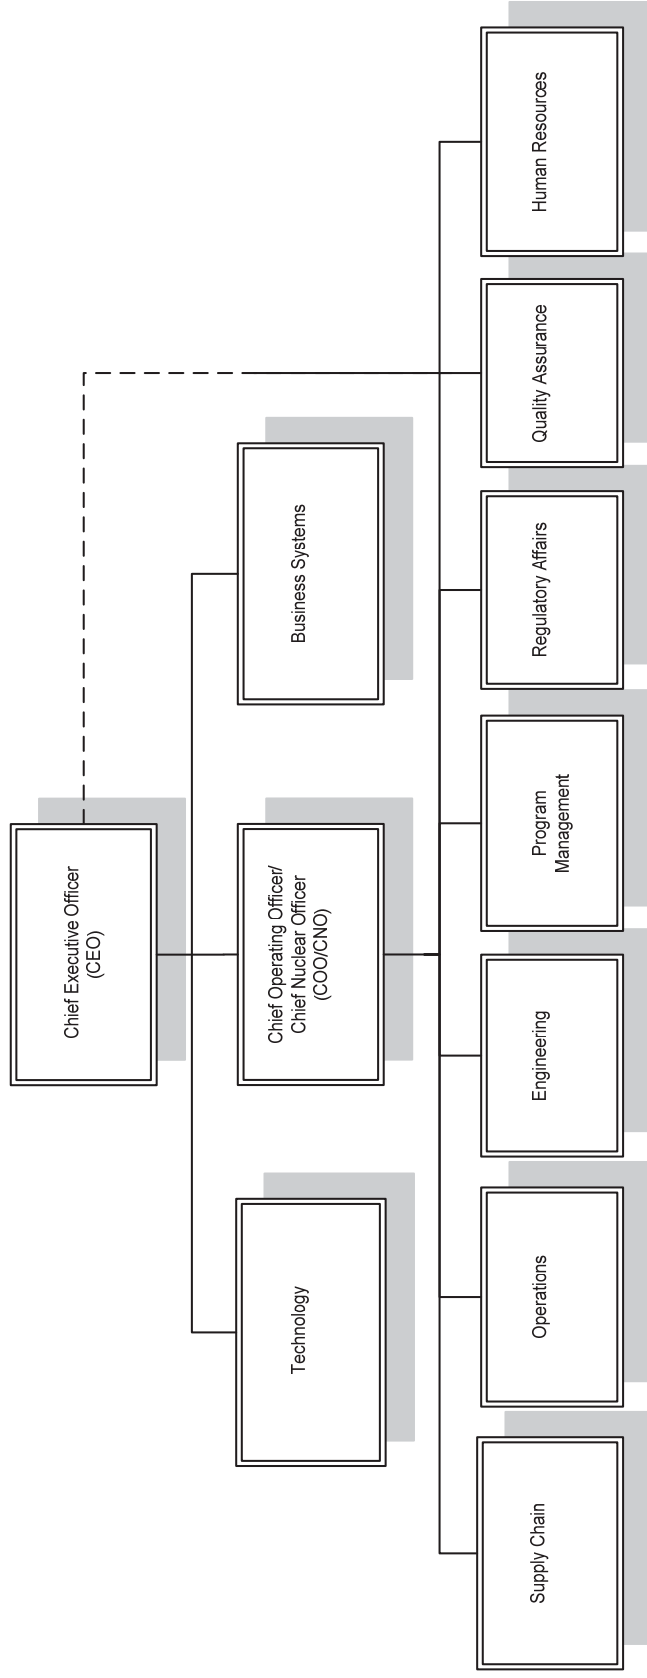 Chief Executive Officer
(CEO)
Technology
Chief Operating Officer/
Chief Nuclear Officer
(COO/CNO)
Business Systems
Supply Chain
Operations
Engineering
Program
Management
Regulatory Affairs
Quality Assurance
Human Resources